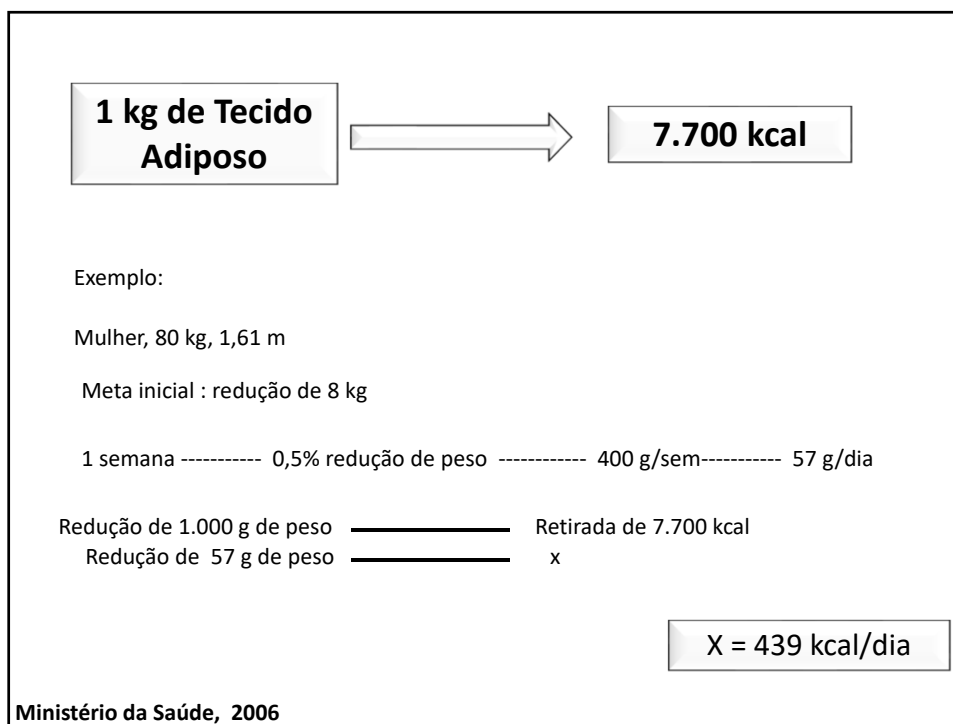 1 kg de Tecido
Adiposo
7.700 kcal
Exemplo:
Mulher, 80 kg, 1,61 m
Meta inicial : redução de 8 kg
1 semana ----------- 0,5% redução de peso ------------ 400 g/sem----------- 57 g/dia
Redução de 1.000 g de peso Retirada de 7.700 kcal
Redução de 57 g de peso x
X = 439 kcal/dia
Ministério da Saúde, 2006